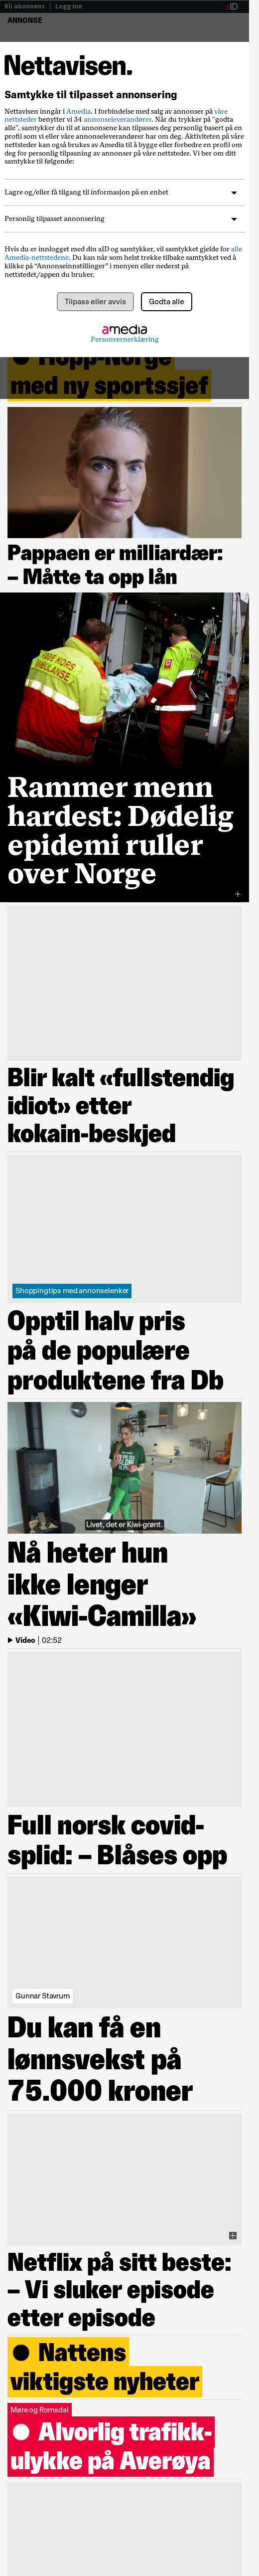 Bli abonnent | Logg inn
aID
ANNONSE
Nettavisen.
Samtykke til tilpasset annonsering
Nettavisen inngår i Amedia. I forbindelse med salg av annonser på våre
nettsteder benytter vi 34 annonseleverandører. Når du trykker på "godta
alle", samtykker du til at annonsene kan tilpasses deg personlig basert på en
profil som vi eller våre annonseleverandører har om deg. Aktiviteten på våre
nettsteder kan også brukes av Amedia til å bygge eller forbedre en profil om
deg for personlig tilpassing av annonser på våre nettsteder. Vi ber om ditt
samtykke til følgende:
Lagre og/eller få tilgang til informasjon på en enhet
Personlig tilpasset annonsering
Hvis du er innlogget med din aID og samtykker, vil samtykket gjelde for alle
Amedia-nettstedene. Du kan når som helst trekke tilbake samtykket ved å
klikke på “Annonseinnstillinger” i menyen eller nederst på
nettstedet/appen du bruker.
Tilpass eller avvis
Godta alle
amedia
Personvernerklæring
● Hopp-Norge
med ny sportssjef
Pappaen er milliardær:
– Måtte ta opp lån
RØDE KORS
AMBULANSE
Rammer menn
hardest: Dødelig
epidemi ruller
over Norge
Blir kalt «fullstendig
idiot» etter
kokain-beskjed
Shoppingtips med annonselenker
Opptil halv pris
på de populære
produktene fra Db
Livet, det er Kiwi-grønt.
Nå heter hun
ikke lenger
«Kiwi-Camilla»
Video | 02:52
Full norsk covid-
splid: – Blåses opp
Gunnar Stavrum
Du kan få en
lønnsvekst på
75.000 kroner
Netflix på sitt beste:
– Vi sluker episode
etter episode
● Nattens
viktigste nyheter
Møre og Romsdal
● Alvorlig trafikk-
ulykke på Averøya